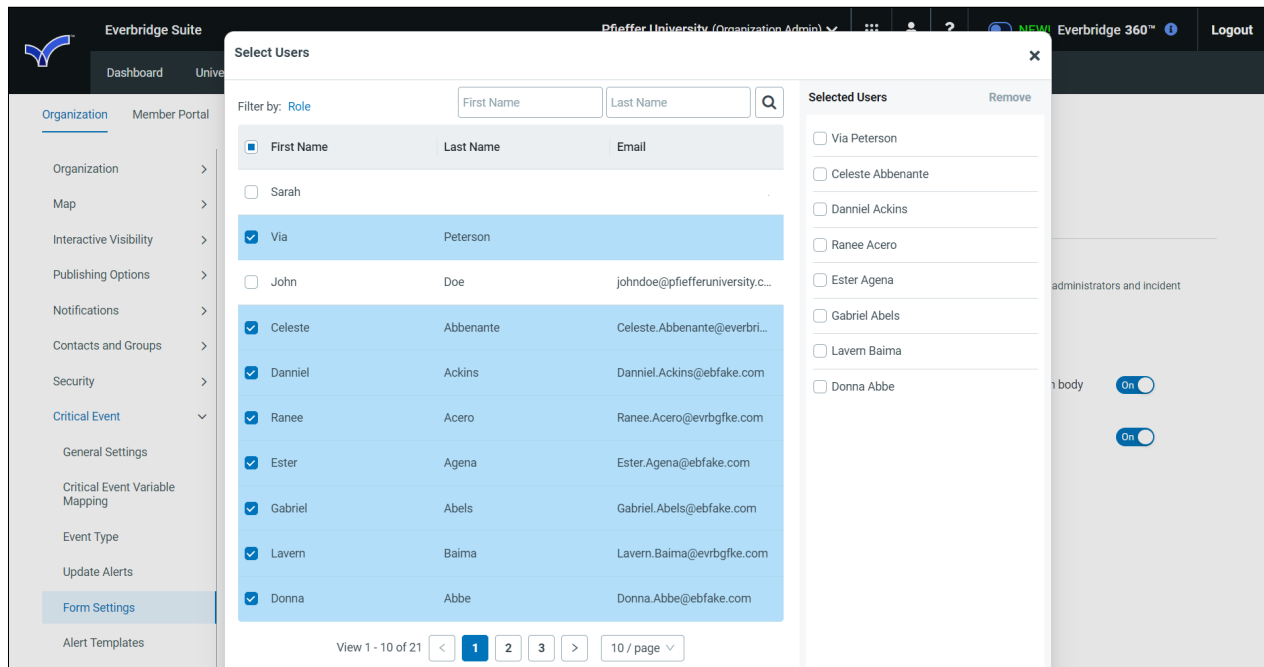 Everbridge Suite
Pfieffer University (Organization Admin)
?
NEW! Everbridge 360™
Logout
Dashboard
Unive
Select Users
Organization
Member Portal
Organization
Map
Interactive Visibility
Publishing Options
Notifications
Contacts and Groups
Security
Critical Event
General Settings
Critical Event Variable
Mapping
Event Type
Update Alerts
Form Settings
Alert Templates
Filter by: Role
First Name
Last Name
First Name Last Name Email
Sarah
Via Peterson
John Doe johndoe@pfiefferuniversity.c...
Celeste Abbenante Celeste.Abbenante@everbri...
Danniel Ackins Danniel.Ackins@ebfake.com
Ranee Acero Ranee.Acero@evrbgfke.com
Ester Agena Ester.Agena@ebfake.com
Gabriel Abels Gabriel.Abels@ebfake.com
Lavern Baima Lavern.Baima@evrbgfke.com
Donna Abbe Donna.Abbe@ebfake.com
View 1 - 10 of 21 < 1 2 3 > 10 / page
Selected Users Remove
Via Peterson
Celeste Abbenante
Danniel Ackins
Ranee Acero
Ester Agena
Gabriel Abels
Lavern Baima
Donna Abbe
administrators and incident
body
On
On